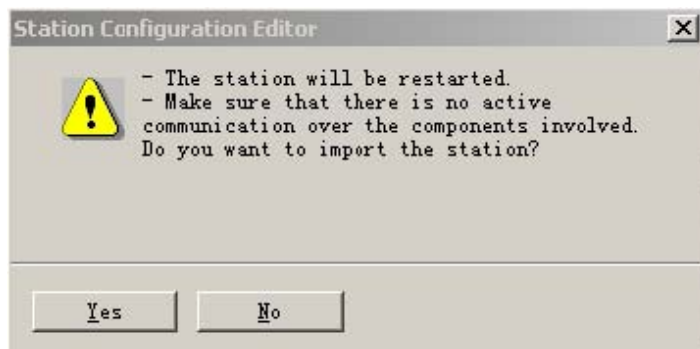 Station Configuration Editor
- The station will be restarted.
- Make sure that there is no active
communication over the components involved.
Do you want to import the station?
Yes
No